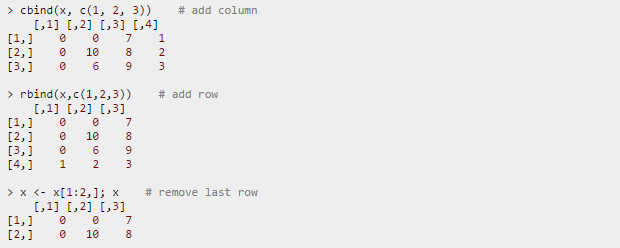 > cbind(x, c(1, 2, 3))    # add column
     [,1] [,2] [,3] [,4]
[1,]    0    0    7    1
[2,]    0   10    8    2
[3,]    0    6    9    3
> rbind(x,c(1,2,3))    # add row
     [,1] [,2] [,3]
[1,]    0    0    7
[2,]    0   10    8
[3,]    0    6    9
[4,]    1    2    3
> x <- x[1:2,]; x    # remove last row
     [,1] [,2] [,3]
[1,]    0    0    7
[2,]    0   10    8